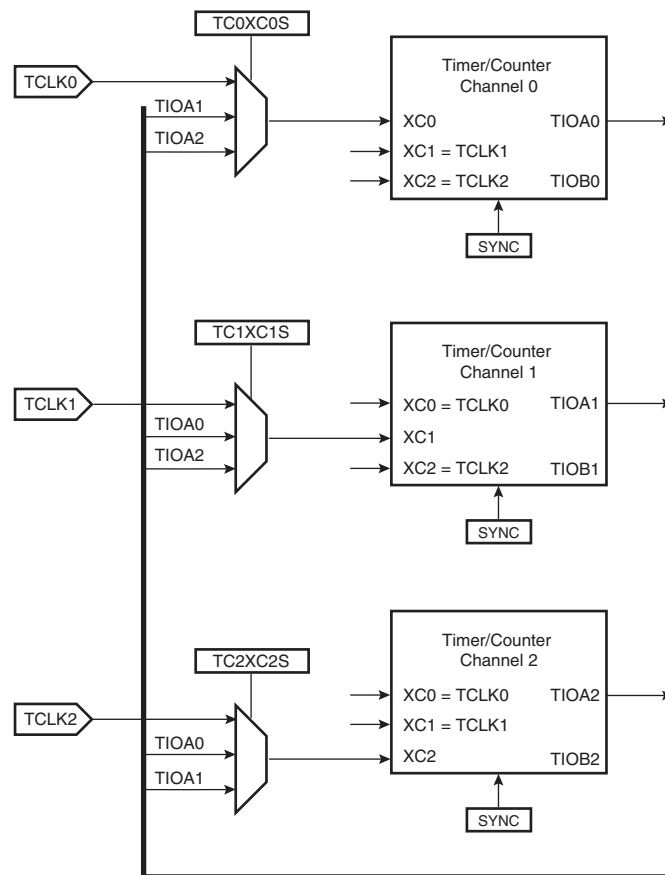 TC0XC0S
TCLK0
TIOA1
TIOA2
Timer/Counter
Channel 0
XC0
TIOA0
XC1 = TCLK1
XC2 = TCLK2
TIOB0
SYNC
TC1XC1S
TCLK1
TIOA0
TIOA2
Timer/Counter
Channel 1
XC0 = TCLK0
TIOA1
XC1
XC2 = TCLK2
TIOB1
SYNC
TC2XC2S
TCLK2
TIOA0
TIOA1
Timer/Counter
Channel 2
XC0 = TCLK0
TIOA2
XC1 = TCLK1
XC2
TIOB2
SYNC